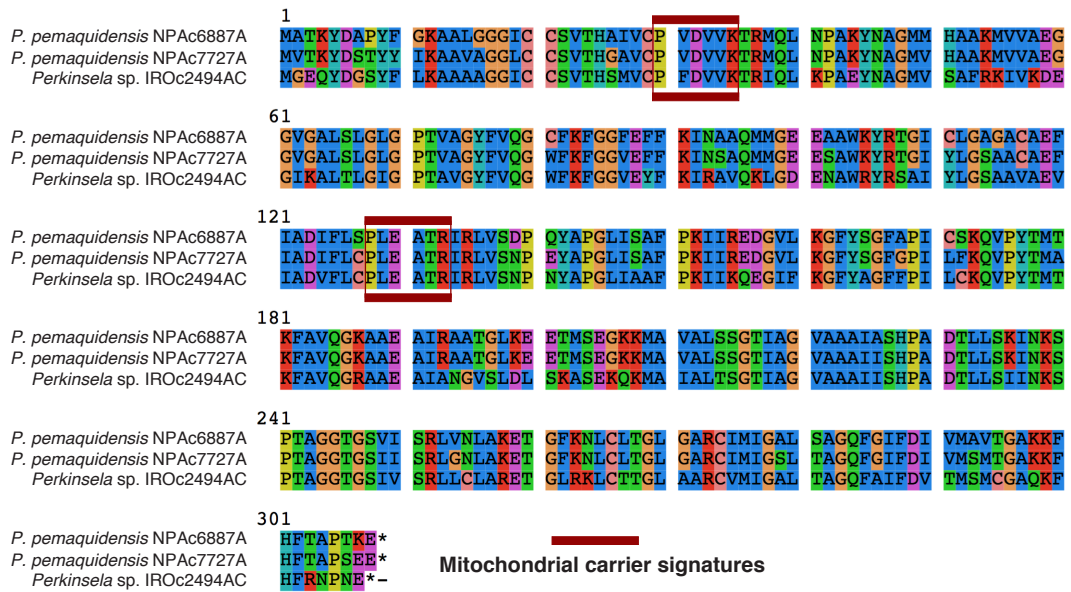 1
P. pemaquidensis NPAc6887A MATKYDAPYF GKAALGGGIC CSVTHAIVCP VDVVKTRMQL NPAKYNAGMM HAAKMVVAEG
P. pemaquidensis NPAc7727A MVTKYDSTYY IKAAVAGGLC CSVTHGAVCP VDVVKTRMQL NPAKYNAGMV HAAKMVVAEG
Perkinsela sp. IROc2494AC MGEQYDGSYF LKAAAAGGIC CSVTHSMVCP FDVVKTRIQL KPAEYNAGMV SAFRKIVKDE
61
P. pemaquidensis NPAc6887A GVGALSLGLG PTVAGYFVQG CFKFGGFEFF KINAAQMMGE EAAWKYRTGI CLGAGACAEF
P. pemaquidensis NPAc7727A GVGALSLGLG PTVAGYFVQG WFKFGGVEFF KINSAQMMGE ESAWKYRTGI YLGSAACAEF
Perkinsela sp. IROc2494AC GIKALTLGIG PTAVGYFVQG WFKFGGVEYF KIRAVQKLGD ENAWRYRSAI YLGSAAVAEV
121
P. pemaquidensis NPAc6887A IADIFLSPLE ATRIRLVSDP QYAPGLISAF PKIIREDGVL KGFYSGFAPI CSKQVPYTMT
P. pemaquidensis NPAc7727A IADIFLCPLE ATRIRLVSNP EYAPGLISAF PKIIREDGVL KGFYSGFGPI LFKQVPYTMA
Perkinsela sp. IROc2494AC IADVFLCPLE ATRIRLVSNP NYAPGLIAAF PKIIKQEGIF KGFYAGFFPI LCKQVPYTMT
181
P. pemaquidensis NPAc6887A KFAVQGKAAE AIRAATGLKE ETMSEGKKMA VALSSGTIAG VAAAIASHPA DTLLSKINKS
P. pemaquidensis NPAc7727A KFAVQGKAAE AIRAATGLKE ETMSEGKKMA VALSSGTIAG VAAAIISHPA DTLLSKINKS
Perkinsela sp. IROc2494AC KFAVQGRAAE AIANGVSLDL SKASEKQKMA IALTSGTIAG VAAAIISHPA DTLLSIINKS
241
P. pemaquidensis NPAc6887A PTAGGTGSVI SRLVNLAKET GFKNLCLTGL GARCIMIGAL SAGQFGIFDI VMAVTGAKKF
P. pemaquidensis NPAc7727A PTAGGTGSII SRLGNLAKET GFKNLCLTGL GARCIMIGSL TAGQFGIFDI VMSMTGAKKF
Perkinsela sp. IROc2494AC PTAGGTGSIV SRLLCLARET GLRKLCTTGL AARCVMIGAL TAGQFAIFDV TMSMCGAQKF
301
P. pemaquidensis NPAc6887A HFTAPTKE*
P. pemaquidensis NPAc7727A HFTAPSEE*
Perkinsela sp. IROc2494AC HFRNPNE*–
Mitochondrial carrier signatures